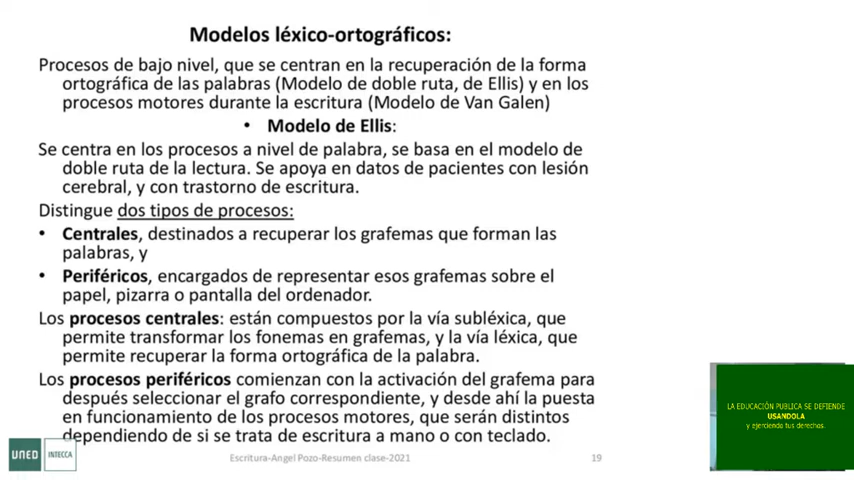 Modelos léxico-ortográficos:
Procesos de bajo nivel, que se centran en la recuperación de la forma
ortográfica de las palabras (Modelo de doble ruta, de Ellis) y en los
procesos motores durante la escritura (Modelo de Van Galen)
• Modelo de Ellis:
Se centra en los procesos a nivel de palabra, se basa en el modelo de
doble ruta de la lectura. Se apoya en datos de pacientes con lesión
cerebral, y con trastorno de escritura.
Distingue dos tipos de procesos:
• Centrales, destinados a recuperar los grafemas que forman las
palabras, y
• Periféricos, encargados de representar esos grafemas sobre el
papel, pizarra o pantalla del ordenador.
Los procesos centrales: están compuestos por la vía subléxica, que
permite transformar los fonemas en grafemas, y la vía léxica, que
permite recuperar la forma ortográfica de la palabra.
Los procesos periféricos comienzan con la activación del grafema para
después seleccionar el grafo correspondiente, y desde ahí la puesta
en funcionamiento de los procesos motores, que serán distintos
dependiendo de si se trata de escritura a mano o con teclado.
UNED INTECCA
Escritura-Angel Pozo-Resumen clase-2021
19
LA EDUCACIÓN PUBLICA SE DEFIENDE
USANDOLA
y ejerciendo tus derechos.